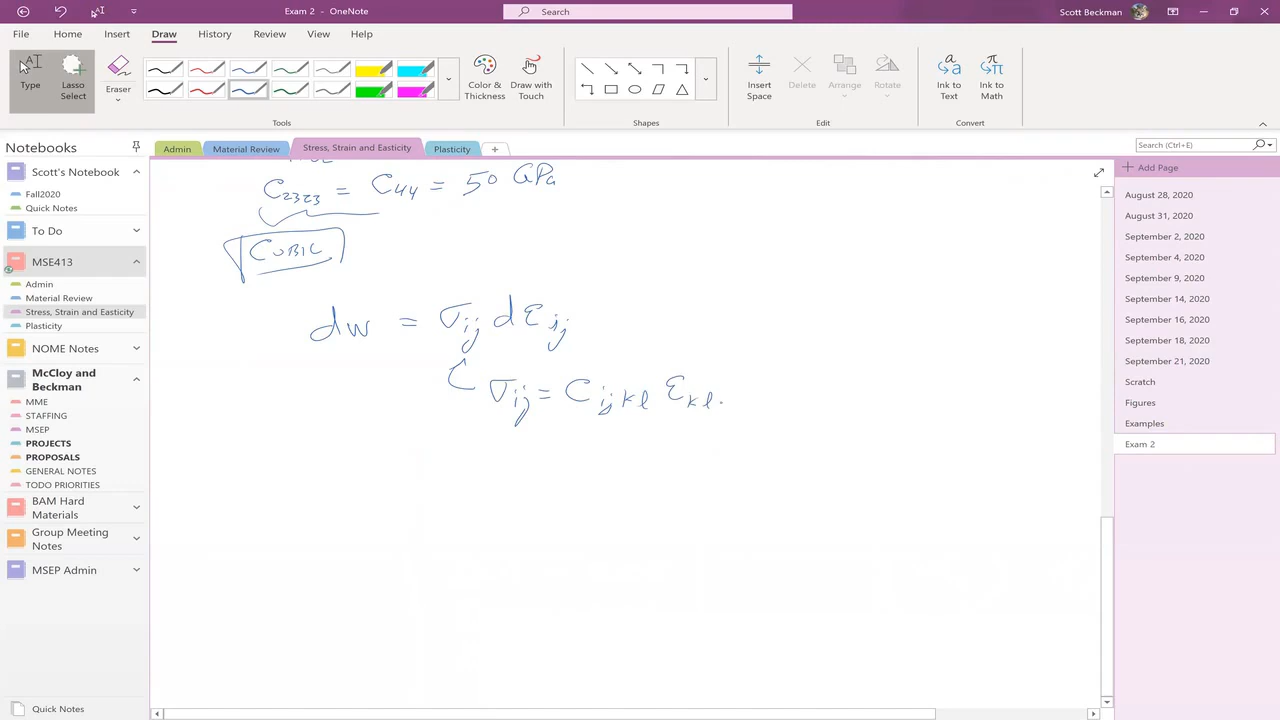 Exam 2 - OneNote
Search
Scott Beckman
File Home Insert Draw History Review View Help
Type
Lasso Select
Eraser
Color & Thickness
Draw with Touch
Insert Space
Delete
Arrange
Rotate
Ink to Text
Ink to Math
Tools
Shapes
Edit
Convert
Notebooks
Admin
Material Review
Stress, Strain and Easticity
Plasticity
Search (Ctrl+E)
Scott's Notebook
Fall2020
Quick Notes
To Do
MSE413
Admin
Material Review
Stress, Strain and Easticity
Plasticity
NOME Notes
McCloy and Beckman
MME
STAFFING
MSEP
PROJECTS
PROPOSALS
GENERAL NOTES
TODO PRIORITIES
BAM Hard Materials
Group Meeting Notes
MSEP Admin
Quick Notes
C2323 = C44 = 50 GPa
CUBIC
dw = σij dεij
σij = Cijkl εkl.
Add Page
August 28, 2020
August 31, 2020
September 2, 2020
September 4, 2020
September 9, 2020
September 14, 2020
September 16, 2020
September 18, 2020
September 21, 2020
Scratch
Figures
Examples
Exam 2